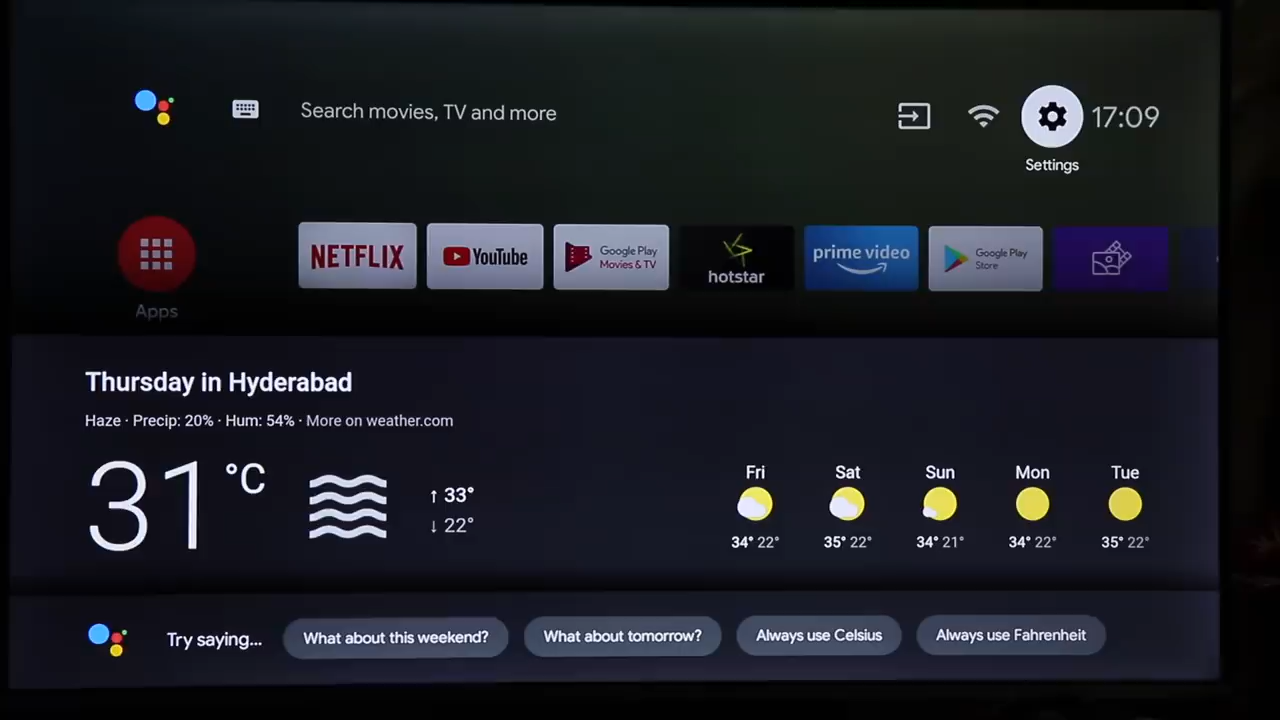 Search movies, TV and more
17:09
Settings
NETFLIX
YouTube
Google Play
Movies & TV
hotstar
prime video
Google Play
Store
Apps
Thursday in Hyderabad
Haze · Precip: 20% · Hum: 54% · More on weather.com
31 °C
↑ 33°
↓ 22°
Fri Sat Sun Mon Tue
34° 22° 35° 22° 34° 21° 34° 22° 35° 22°
Try saying... What about this weekend? What about tomorrow? Always use Celsius Always use Fahrenheit